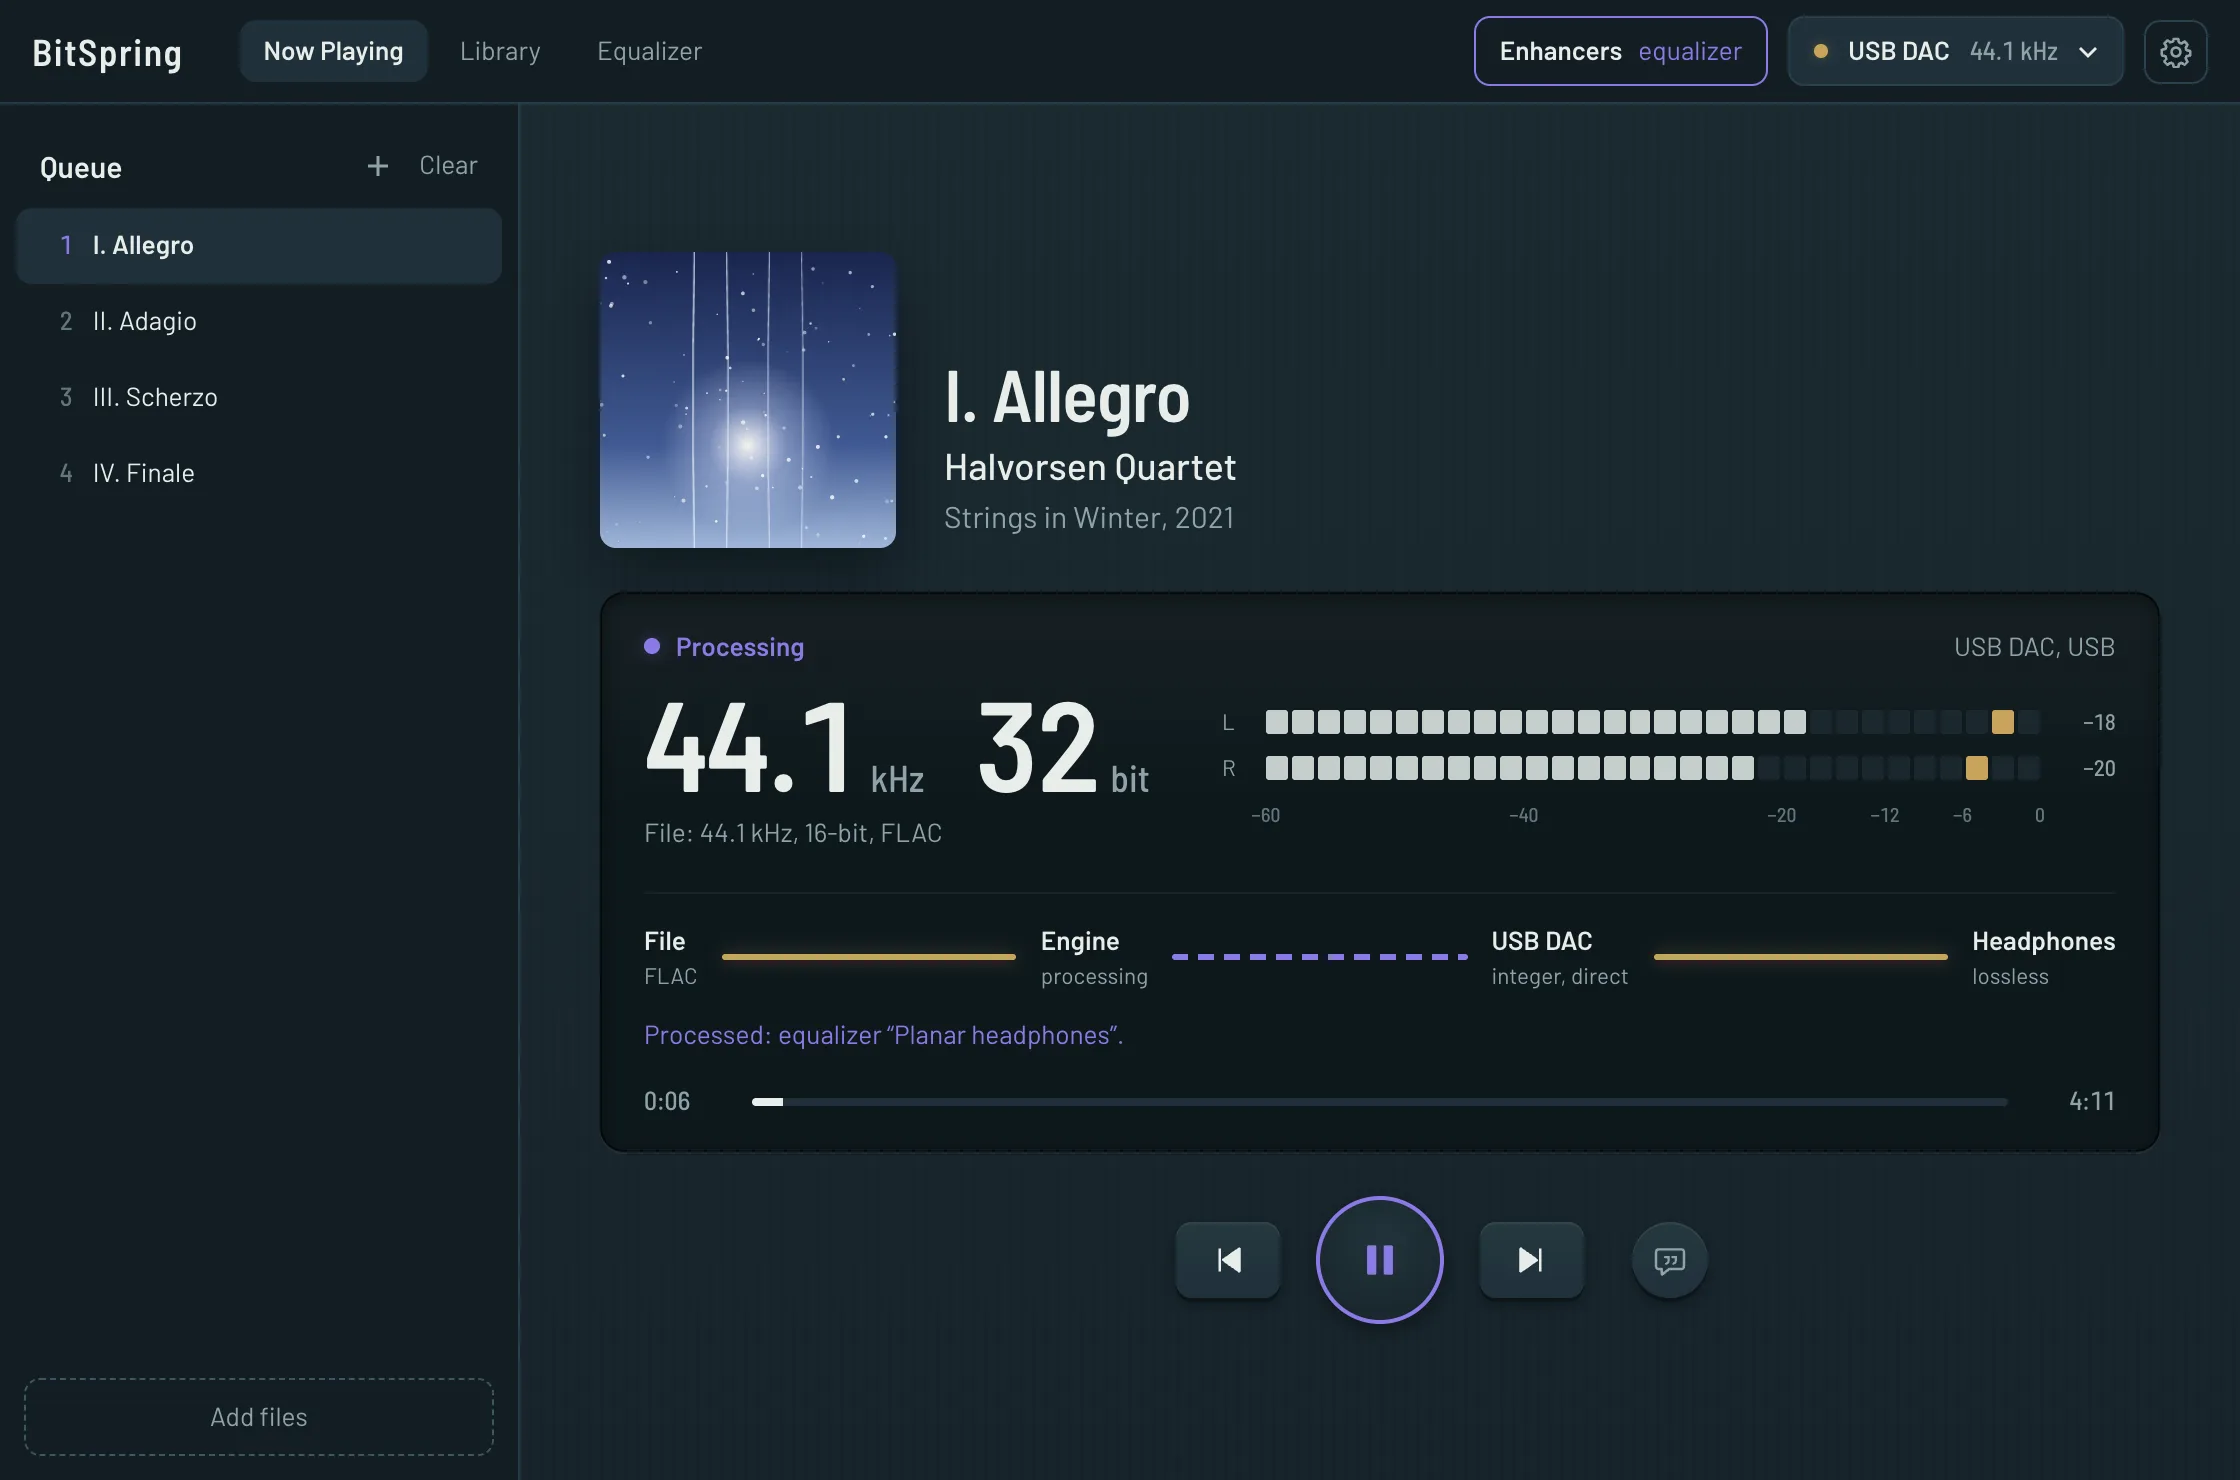 BitSpring
Now Playing
Library
Equalizer
Enhancers equalizer
USB DAC 44.1 kHz
Queue
+ Clear
1 I. Allegro
2 II. Adagio
3 III. Scherzo
4 IV. Finale
Add files
I. Allegro
Halvorsen Quartet
Strings in Winter, 2021
Processing
USB DAC, USB
44.1 kHz 32 bit
File: 44.1 kHz, 16-bit, FLAC
L −18
R −20
−60 −40 −20 −12 −6 0
File
FLAC
Engine
processing
USB DAC
integer, direct
Headphones
lossless
Processed: equalizer “Planar headphones”.
0:06 4:11